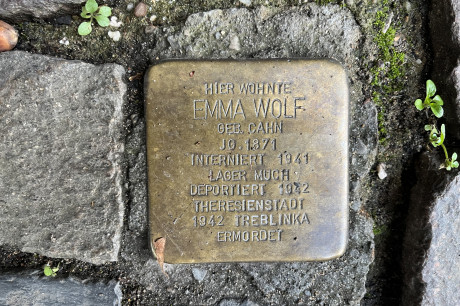 HIER WOHNTE
EMMA WOLF
GEB. CAHN
JG. 1871
INTERNIERT 1941
LAGER MUCH
DEPORTIERT 1942
THERESIENSTADT
1942 TREBLINKA
ERMORDET